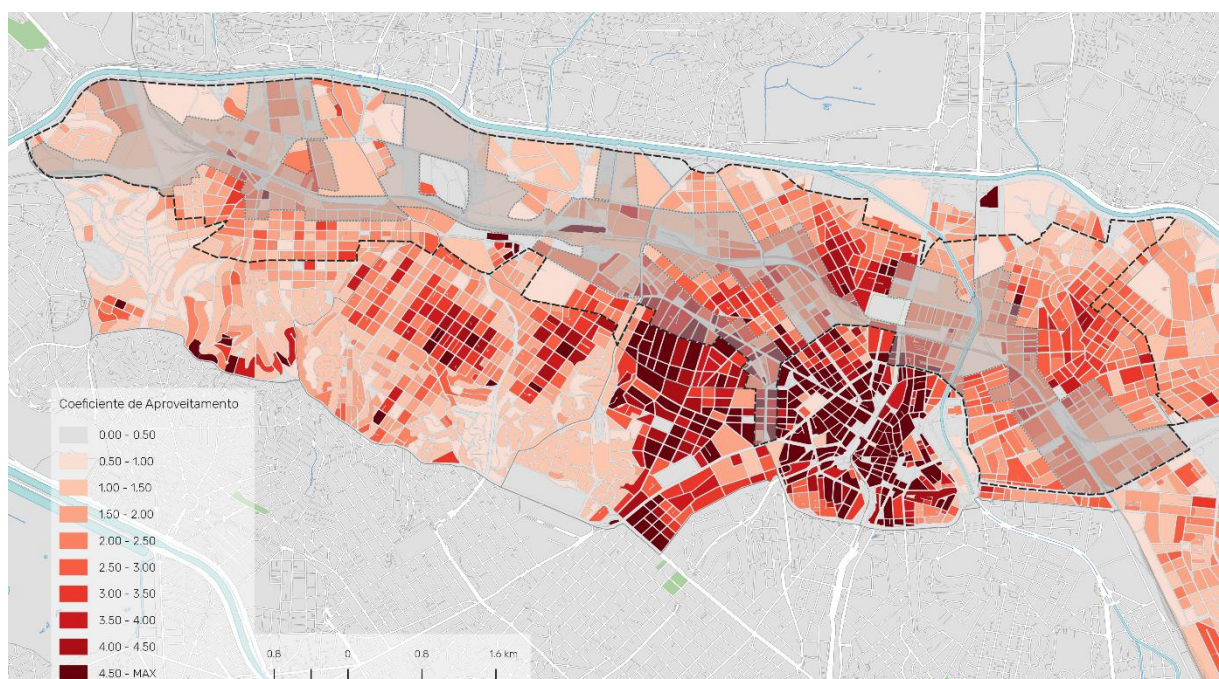 Coeficiente de Aproveitamento
0.00 - 0.50
0.50 - 1.00
1.00 - 1.50
1.50 - 2.00
2.00 - 2.50
2.50 - 3.00
3.00 - 3.50
3.50 - 4.00
4.00 - 4.50
4.50 - MAX
0.8 0 0.8 1.6 km